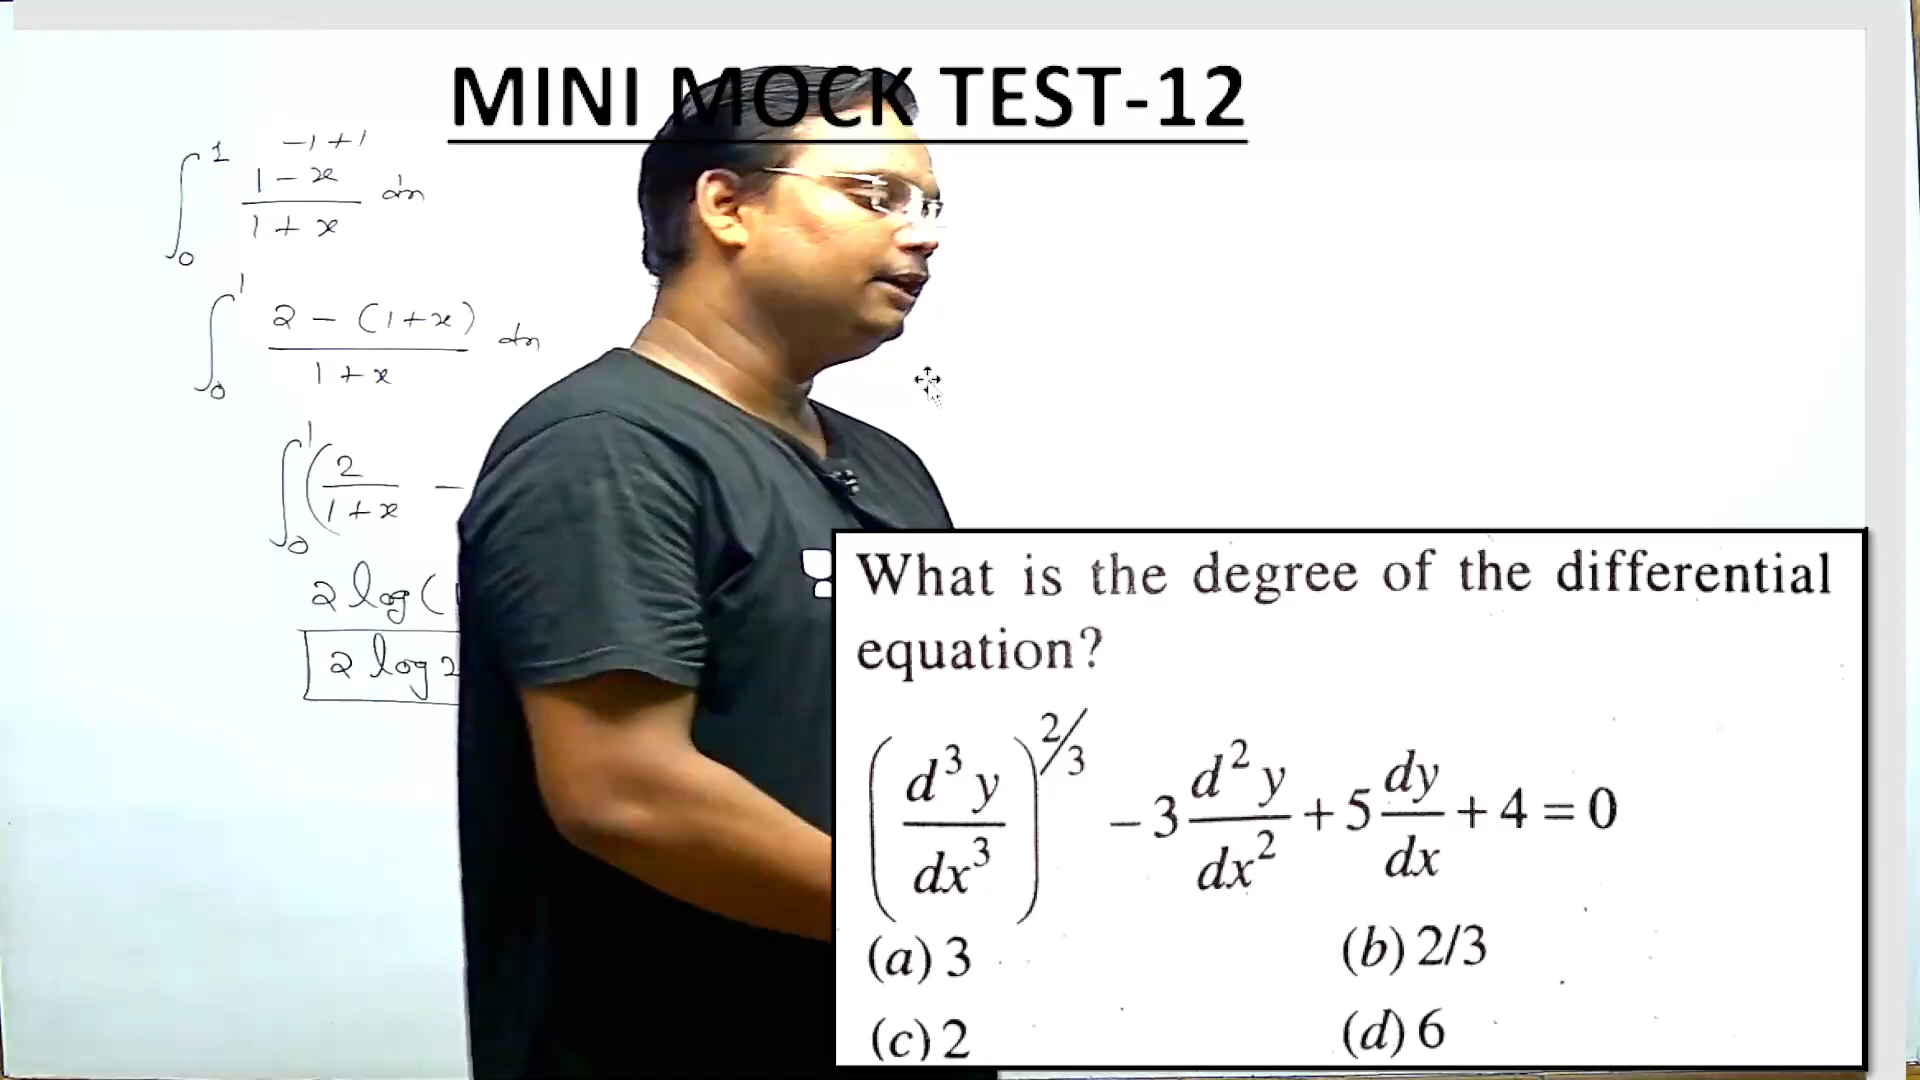 MINI MOCK TEST-12
∫₀¹ (1 − x)/(1 + x) dx
−1 + 1
∫₀¹ (2 − (1 + x))/(1 + x) dx
∫₀¹ (2/(1 + x) −
2 log (
2 log 2
What is the degree of the differential
equation?
(d³y/dx³)^(2/3) − 3 d²y/dx² + 5 dy/dx + 4 = 0
(a) 3
(b) 2/3
(c) 2
(d) 6